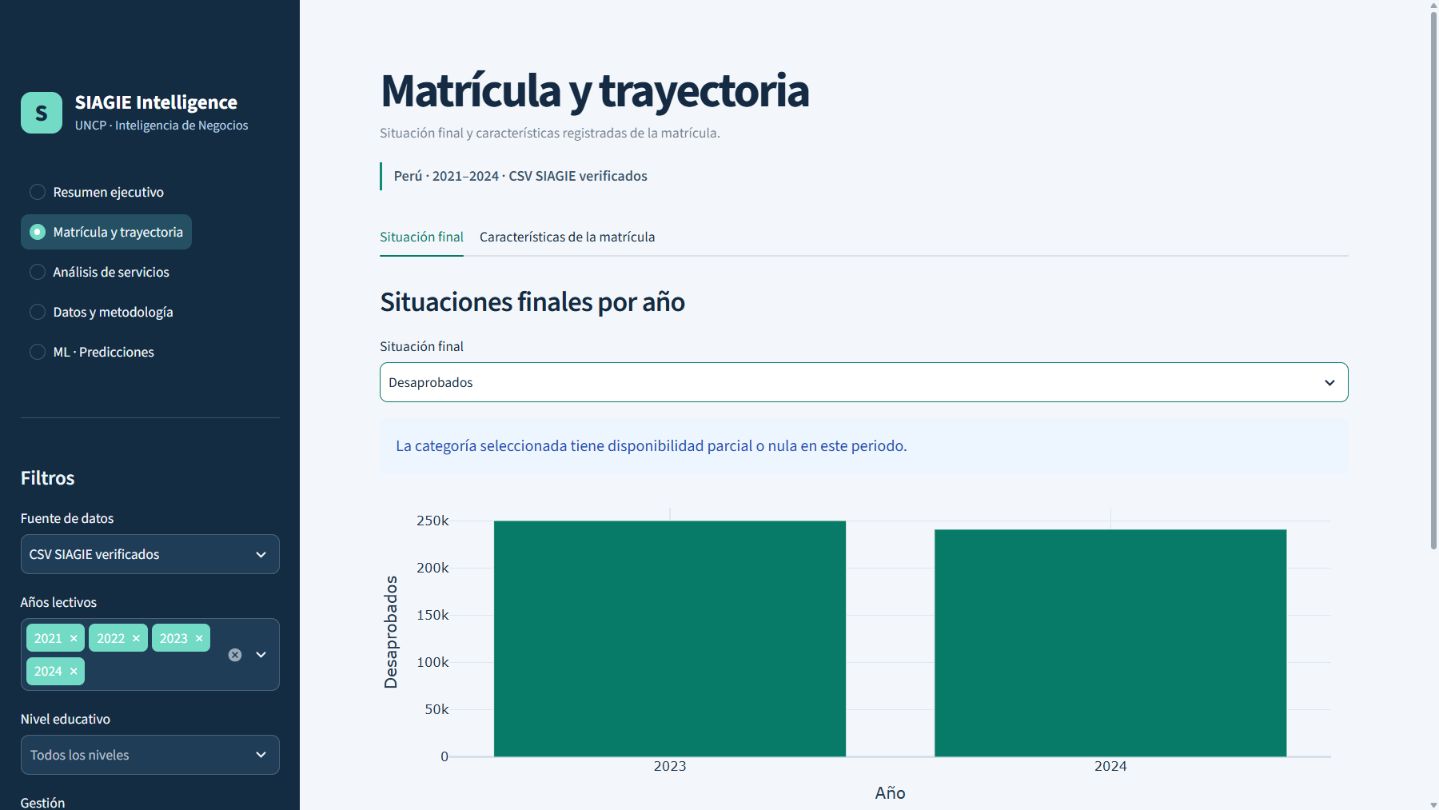 S
SIAGIE Intelligence
UNCP · Inteligencia de Negocios
Resumen ejecutivo
Matrícula y trayectoria
Análisis de servicios
Datos y metodología
ML · Predicciones
Filtros
Fuente de datos
CSV SIAGIE verificados
Años lectivos
2021 × 2022 × 2023 ×
2024 ×
Nivel educativo
Todos los niveles
Gestión
Matrícula y trayectoria
Situación final y características registradas de la matrícula.
Perú · 2021–2024 · CSV SIAGIE verificados
Situación final Características de la matrícula
Situaciones finales por año
Situación final
Desaprobados
La categoría seleccionada tiene disponibilidad parcial o nula en este periodo.
Desaprobados
250k
200k
150k
100k
50k
0
2023 2024
Año